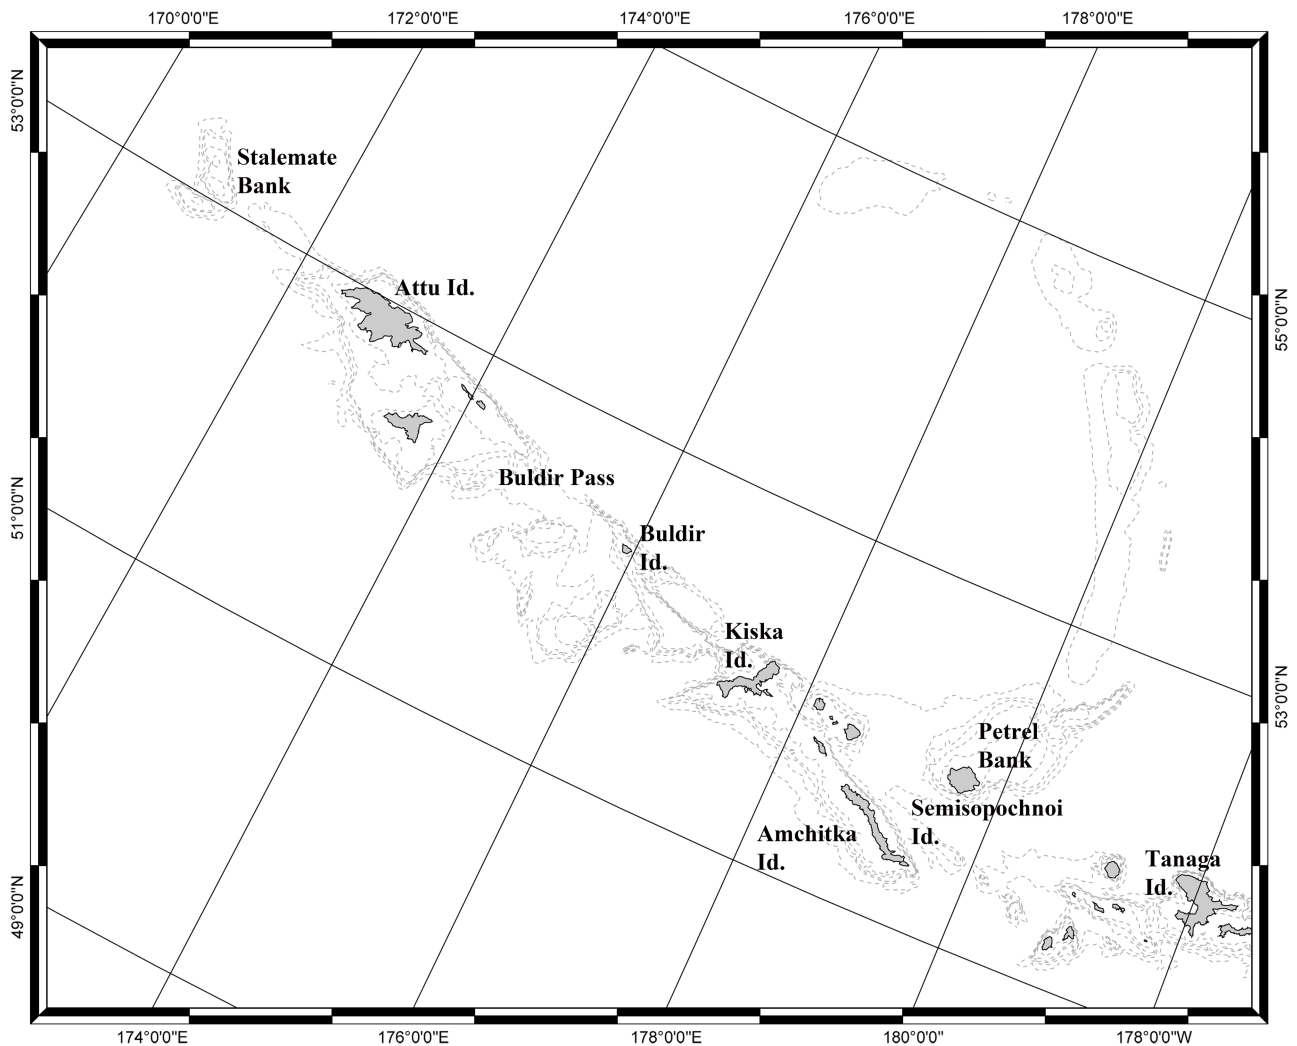 170°0'0"E
172°0'0"E
174°0'0"E
176°0'0"E
178°0'0"E
53°0'0"N
Stalemate
Bank
Attu Id.
55°0'0"N
Buldir Pass
51°0'0"N
Buldir
Id.
Kiska
Id.
53°0'0"N
Petrel
Bank
Semisopochnoi
Id.
Amchitka
Id.
Tanaga
Id.
49°0'0"N
174°0'0"E
176°0'0"E
178°0'0"E
180°0'0"
178°0'0"W